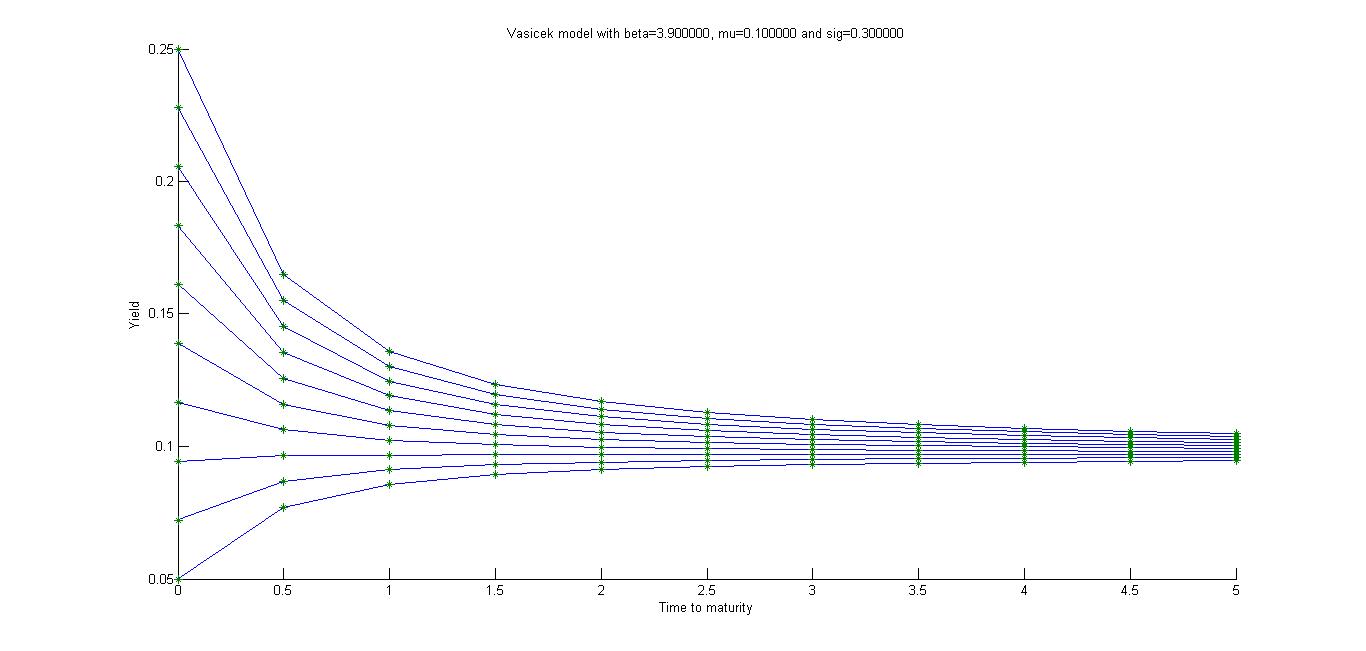 Vasicek model with beta=3.900000, mu=0.100000 and sig=0.300000
0.25
0.2
0.15
0.1
0.05
Yield
0 0.5 1 1.5 2 2.5 3 3.5 4 4.5 5
Time to maturity